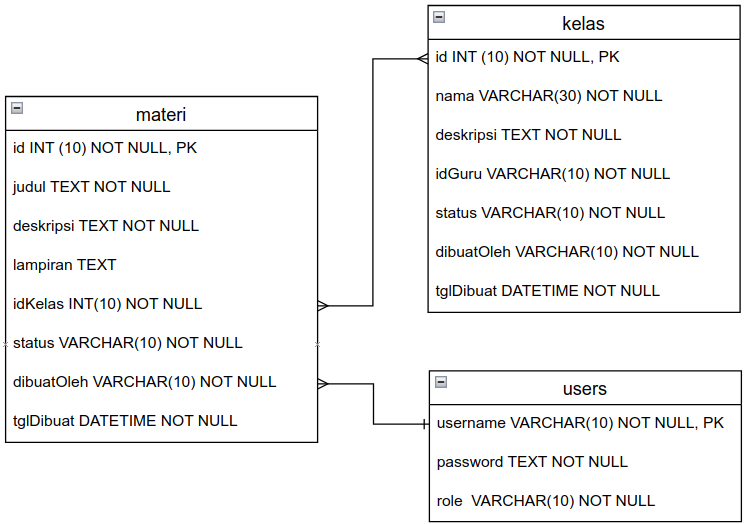 materi
id INT (10) NOT NULL, PK
judul TEXT NOT NULL
deskripsi TEXT NOT NULL
lampiran TEXT
idKelas INT(10) NOT NULL
status VARCHAR(10) NOT NULL
dibuatOleh VARCHAR(10) NOT NULL
tglDibuat DATETIME NOT NULL
kelas
id INT (10) NOT NULL, PK
nama VARCHAR(30) NOT NULL
deskripsi TEXT NOT NULL
idGuru VARCHAR(10) NOT NULL
status VARCHAR(10) NOT NULL
dibuatOleh VARCHAR(10) NOT NULL
tglDibuat DATETIME NOT NULL
users
username VARCHAR(10) NOT NULL, PK
password TEXT NOT NULL
role  VARCHAR(10) NOT NULL